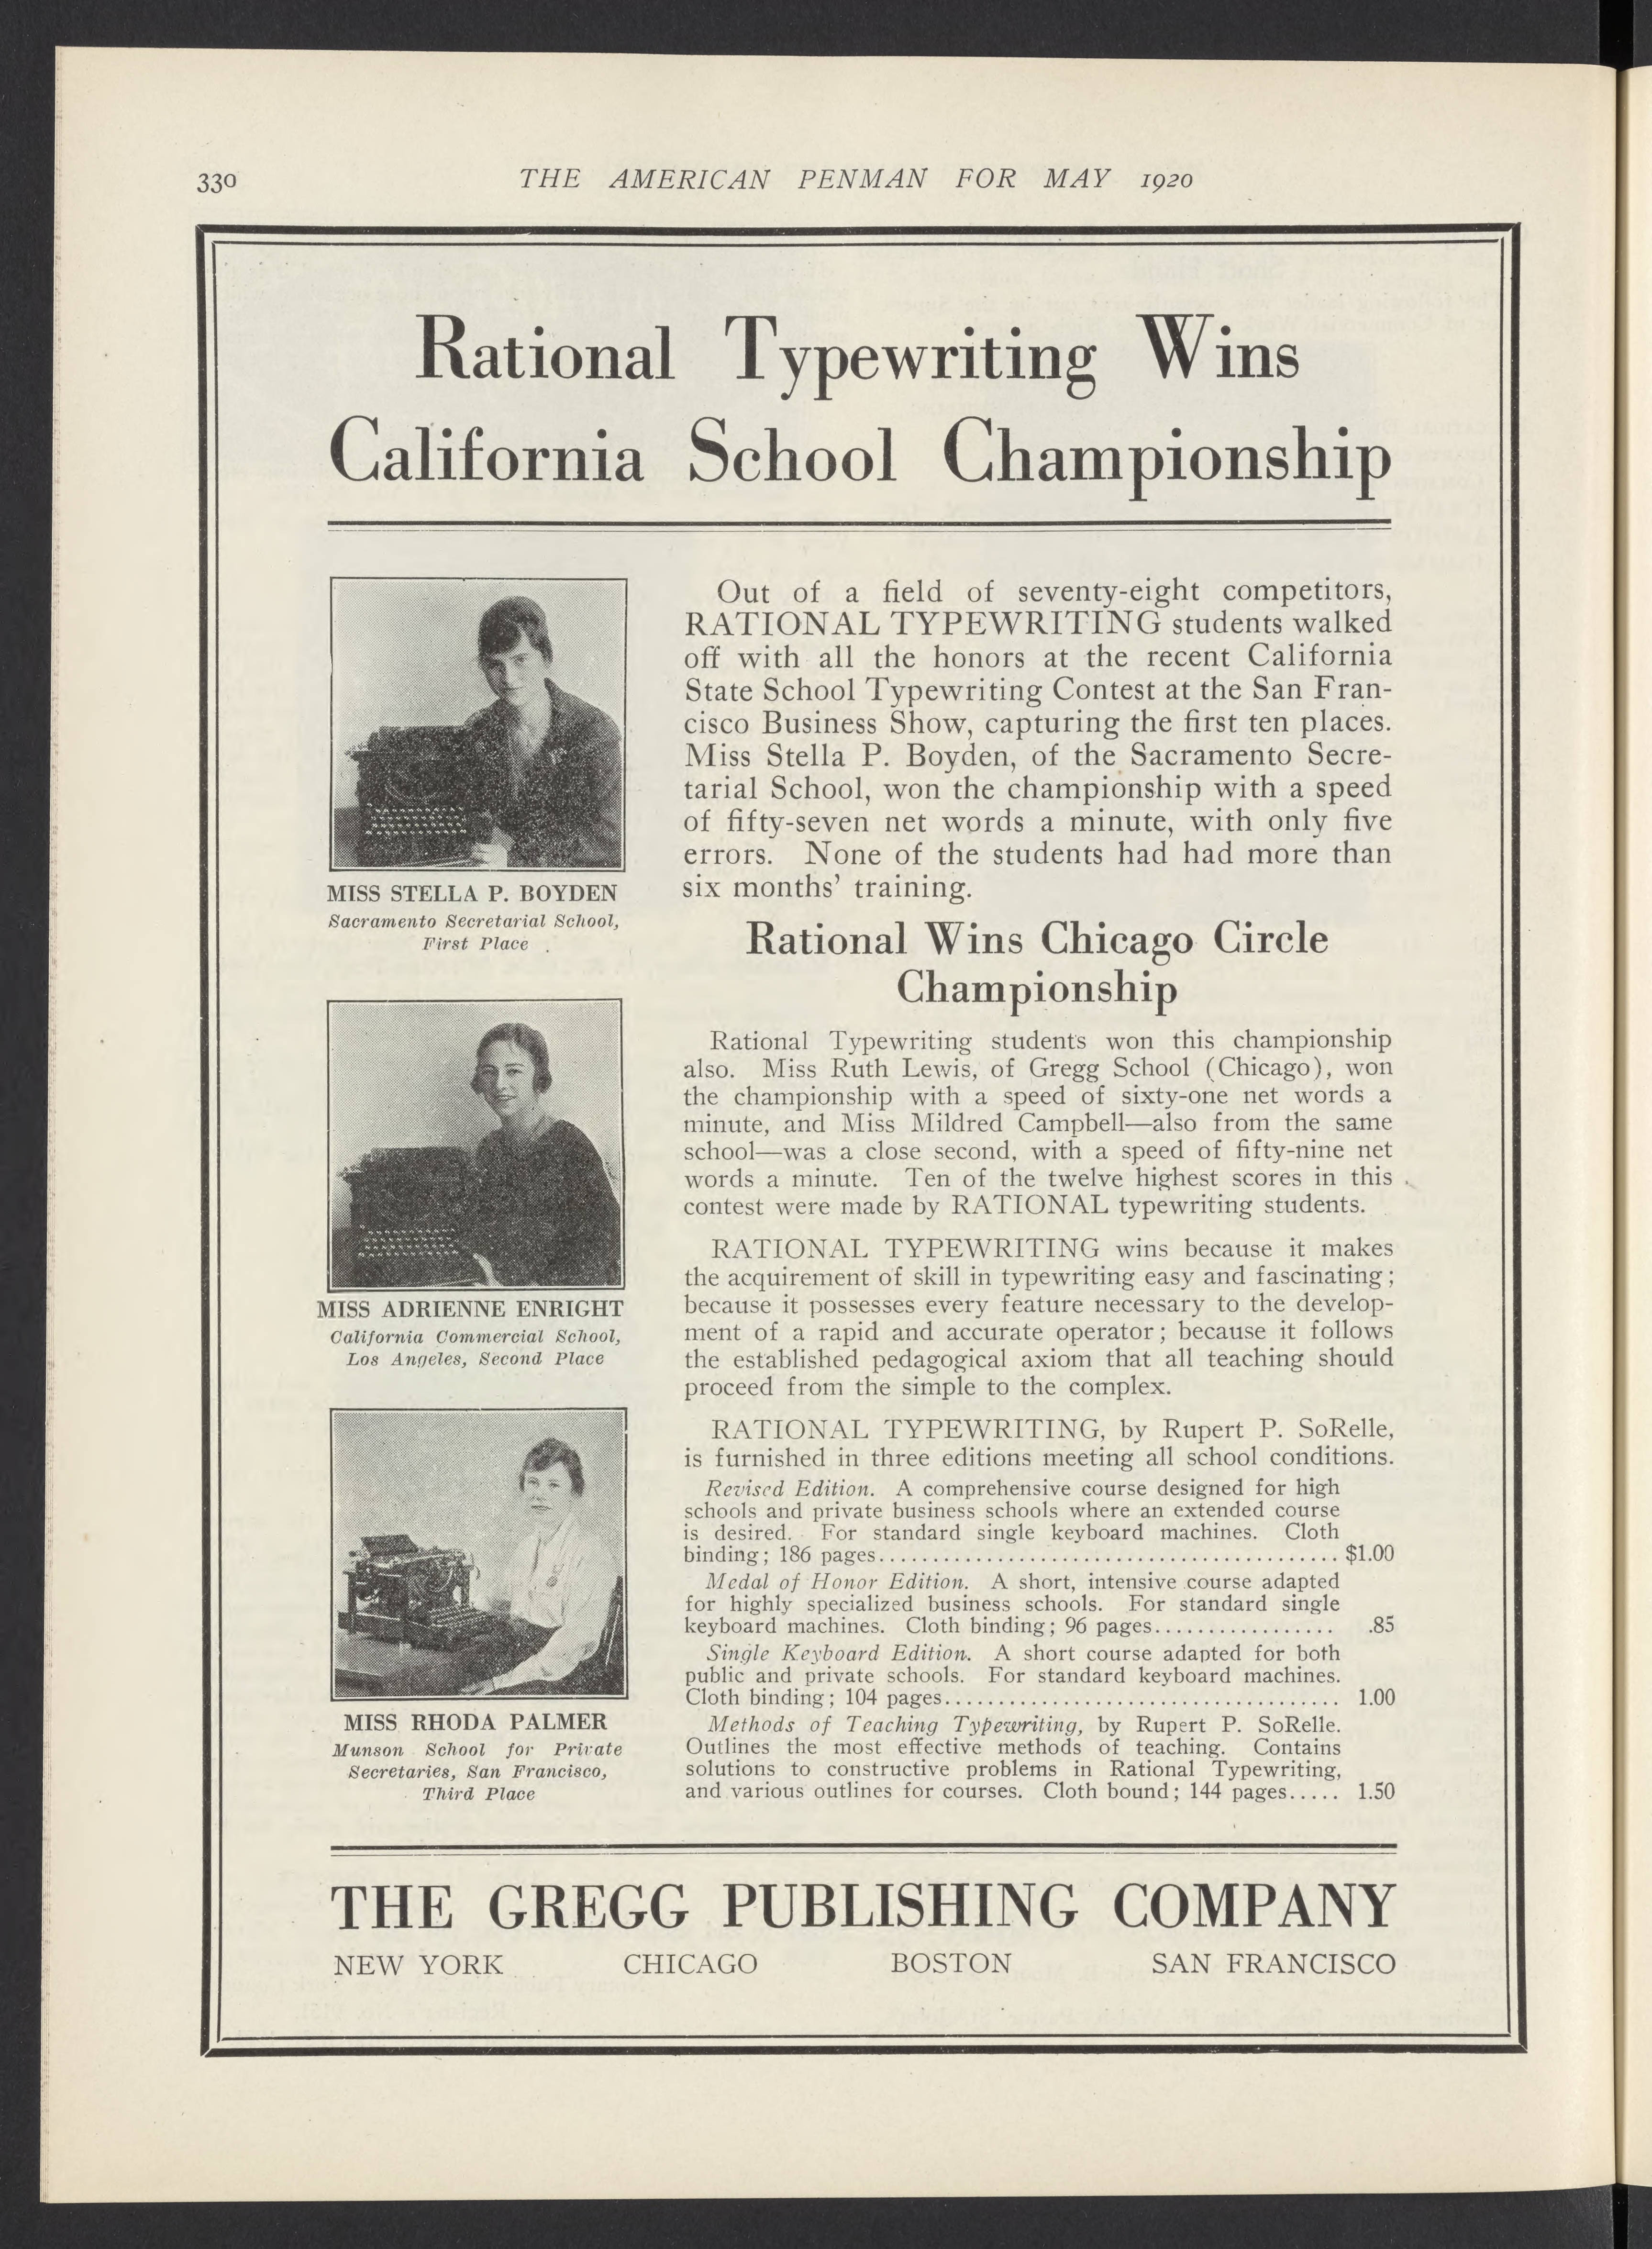 330
THE AMERICAN PENMAN FOR MAY 1920
Rational Typewriting Wins
California School Championship
MISS STELLA P. BOYDEN
Sacramento Secretarial School,
First Place
MISS ADRIENNE ENRIGHT
California Commercial School,
Los Angeles, Second Place
MISS RHODA PALMER
Munson School for Private
Secretaries, San Francisco,
Third Place
Out of a field of seventy-eight competitors,
RATIONAL TYPEWRITING students walked
off with all the honors at the recent California
State School Typewriting Contest at the San Fran-
cisco Business Show, capturing the first ten places.
Miss Stella P. Boyden, of the Sacramento Secre-
tarial School, won the championship with a speed
of fifty-seven net words a minute, with only five
errors. None of the students had had more than
six months' training.
Rational Wins Chicago Circle
Championship
Rational Typewriting students won this championship
also. Miss Ruth Lewis, of Gregg School (Chicago), won
the championship with a speed of sixty-one net words a
minute, and Miss Mildred Campbell—also from the same
school—was a close second, with a speed of fifty-nine net
words a minute. Ten of the twelve highest scores in this
contest were made by RATIONAL typewriting students.
RATIONAL TYPEWRITING wins because it makes
the acquirement of skill in typewriting easy and fascinating;
because it possesses every feature necessary to the develop-
ment of a rapid and accurate operator; because it follows
the established pedagogical axiom that all teaching should
proceed from the simple to the complex.
RATIONAL TYPEWRITING, by Rupert P. SoRelle,
is furnished in three editions meeting all school conditions.
Revised Edition. A comprehensive course designed for high
schools and private business schools where an extended course
is desired. For standard single keyboard machines. Cloth
binding; 186 pages.......................................... $1.00
Medal of Honor Edition. A short, intensive course adapted
for highly specialized business schools. For standard single
keyboard machines. Cloth binding; 96 pages................. .85
Single Keyboard Edition. A short course adapted for both
public and private schools. For standard keyboard machines.
Cloth binding; 104 pages.................................... 1.00
Methods of Teaching Typewriting, by Rupert P. SoRelle.
Outlines the most effective methods of teaching. Contains
solutions to constructive problems in Rational Typewriting,
and various outlines for courses. Cloth bound; 144 pages..... 1.50
THE GREGG PUBLISHING COMPANY
NEW YORK CHICAGO BOSTON SAN FRANCISCO